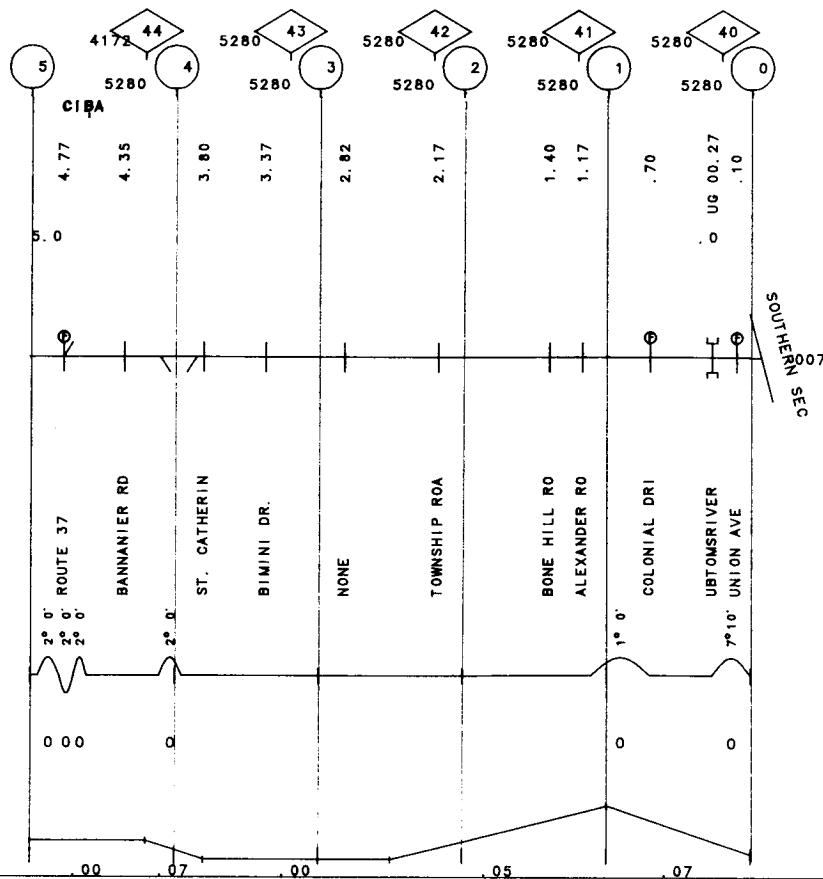 44 43 42 41 40
4172 5280 5280 5280 5280
5 4 3 2 1 0
5280 5280 5280 5280 5280
CIBA
4.77 4.35 3.80 3.37 2.82 2.17 1.40 1.17 .70 UG 00.27 .10
5.0 .0
F F F
SOUTHERN SEC
007
ROUTE 37
BANNANIER RD
ST. CATHERIN
BIMINI DR.
NONE
TOWNSHIP ROA
BONE HILL RO
ALEXANDER RO
COLONIAL DRI
UBTOMSRIVER
UNION AVE
2° 0' 2° 0' 2° 0' 2° 0' 1° 0' 7°10'
0 0 0 0 0 0
.00 .07 .00 .05 .07